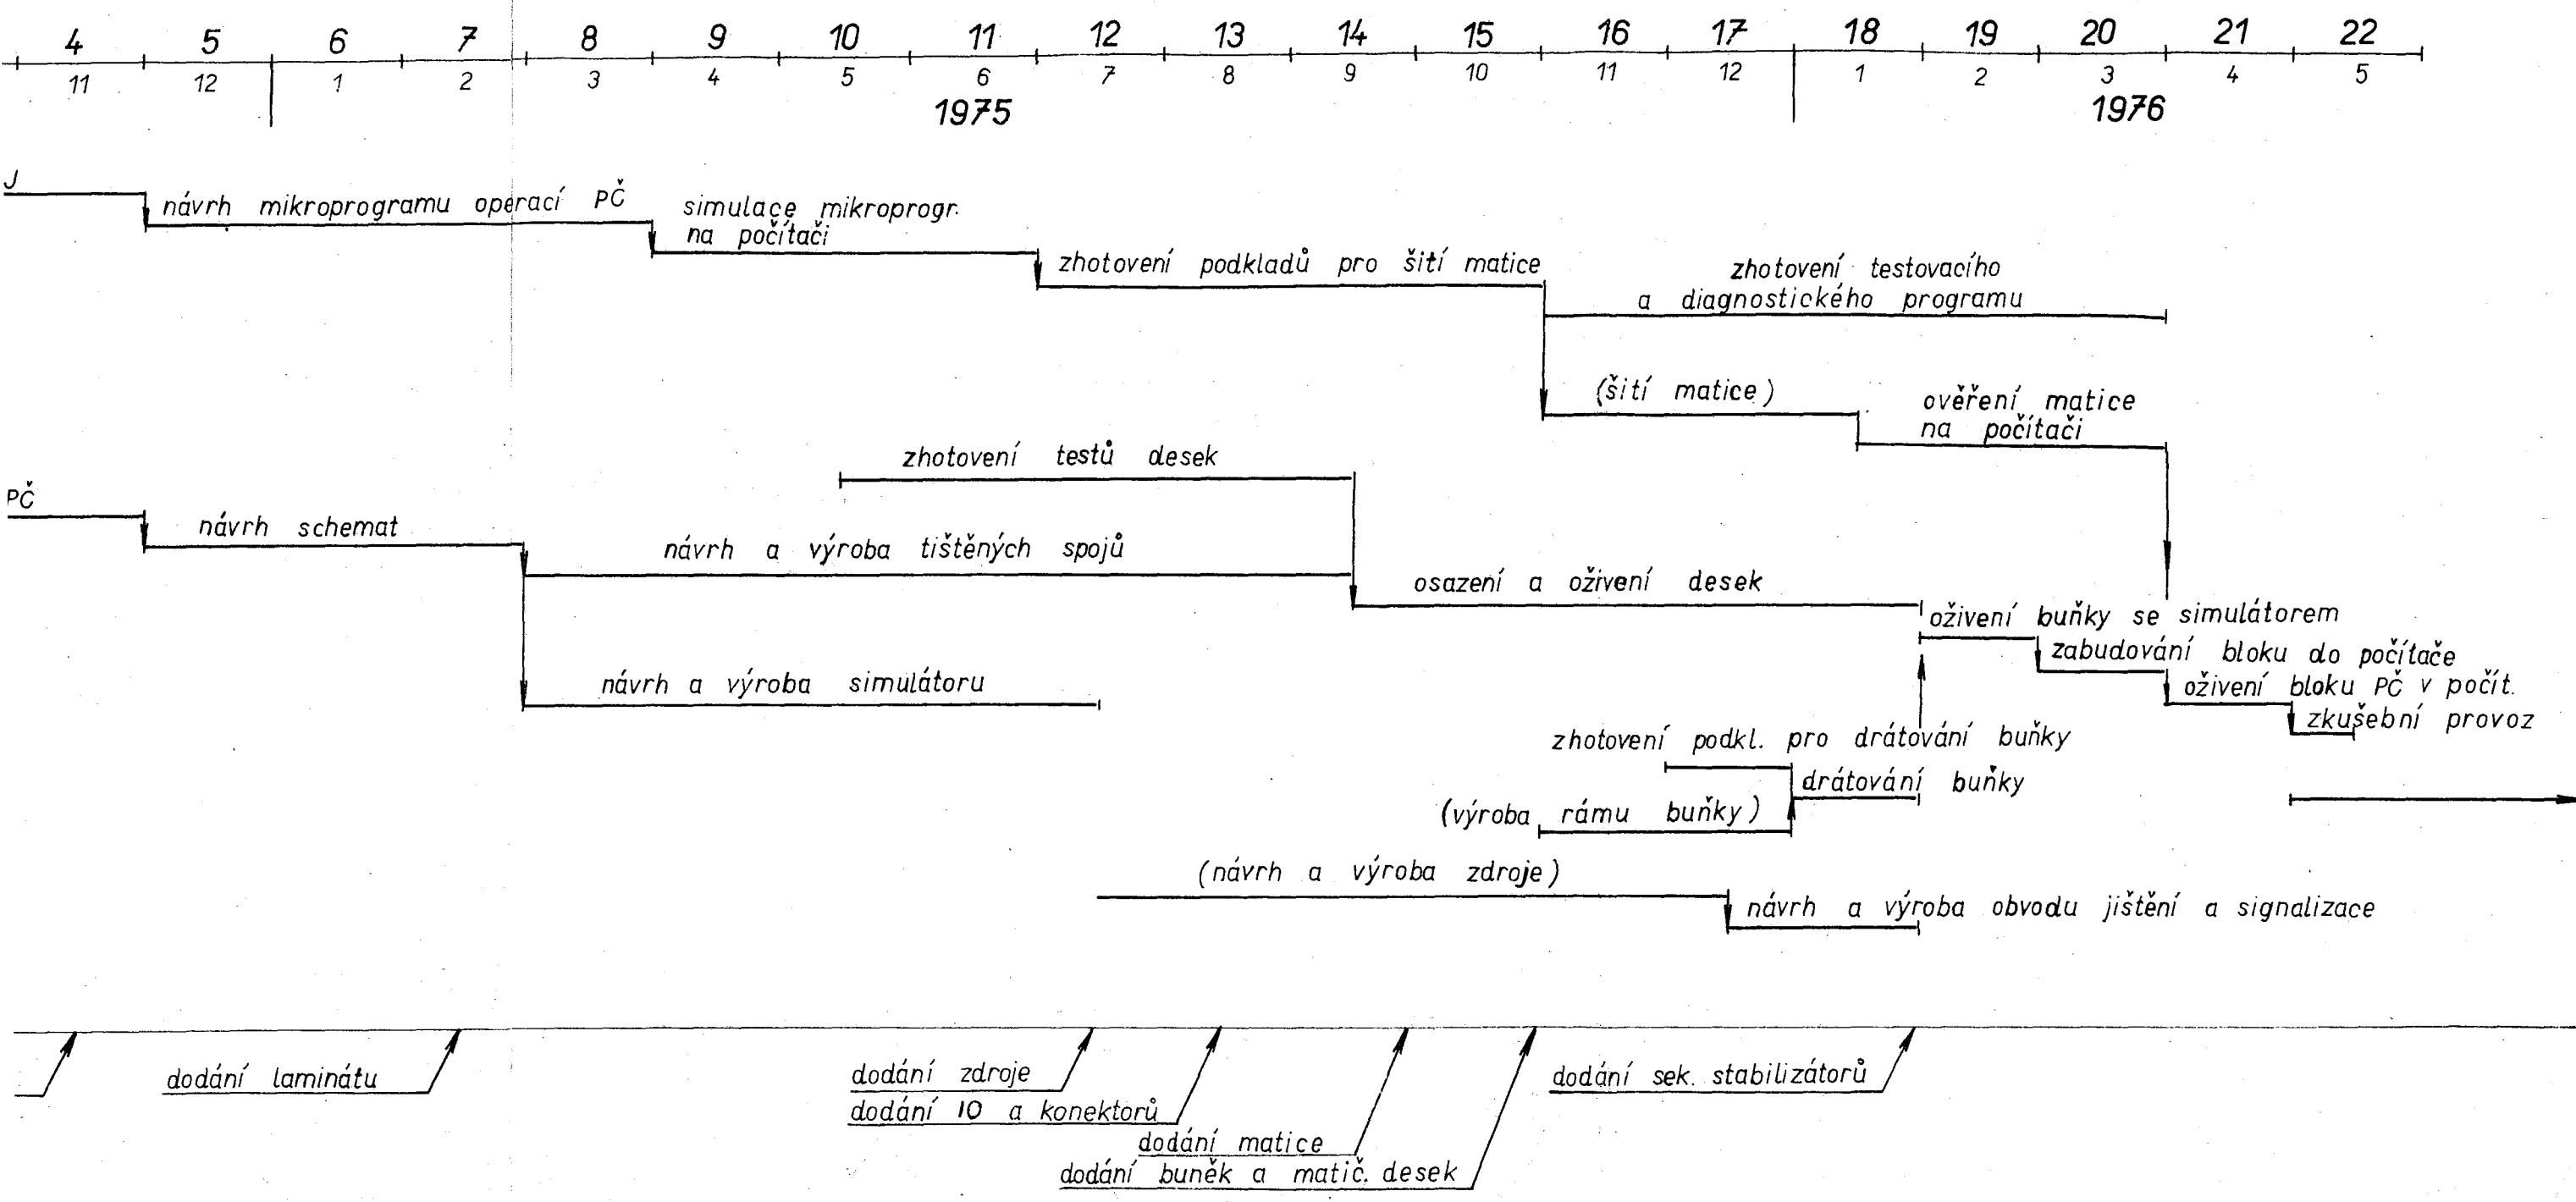 4 5 6 7 8 9 10 11 12 13 14 15 16 17 18 19 20 21 22
11 12 1 2 3 4 5 6 7 8 9 10 11 12 1 2 3 4 5
1975 1976
J
návrh mikroprogramu operací PČ
simulace mikroprogr.
na počítači
zhotovení podkladů pro šití matice
zhotovení testovacího
a diagnostického programu
(šití matice)
ověření matice
na počítači
zhotovení testů desek
PČ
návrh schemat
návrh a výroba tištěných spojů
osazení a oživení desek
oživení buňky se simulátorem
zabudování bloku do počítače
návrh a výroba simulátoru
oživení bloku PČ v počít.
zkušební provoz
zhotovení podkl. pro drátování buňky
drátování buňky
(výroba rámu buňky)
(návrh a výroba zdroje)
návrh a výroba obvodu jištění a signalizace
dodání laminátu
dodání zdroje
dodání IO a konektorů
dodání matice
dodání buněk a matič. desek
dodání sek. stabilizátorů